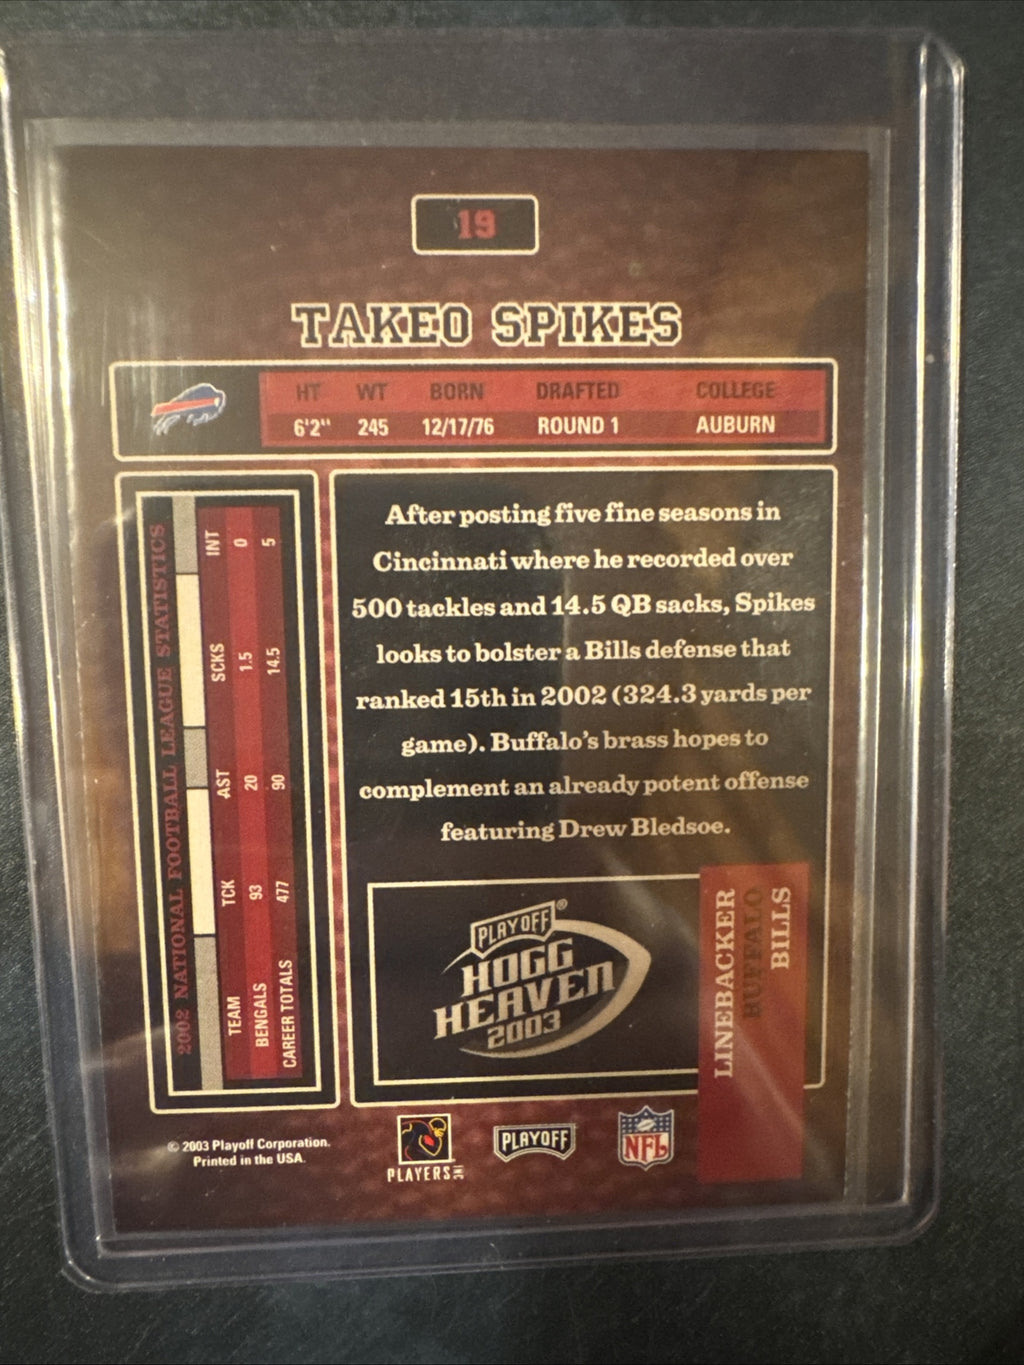 19
TAKEO SPIKES
HT WT BORN DRAFTED COLLEGE
6'2" 245 12/17/76 ROUND 1 AUBURN
2002 NATIONAL FOOTBALL LEAGUE STATISTICS
TEAM TCK AST SCKS INT
BENGALS 93 20 1.5 0
CAREER TOTALS 477 90 14.5 5
After posting five fine seasons in
Cincinnati where he recorded over
500 tackles and 14.5 QB sacks, Spikes
looks to bolster a Bills defense that
ranked 15th in 2002 (324.3 yards per
game). Buffalo's brass hopes to
complement an already potent offense
featuring Drew Bledsoe.
PLAYOFF®
HOGG
HEAVEN
2003
LINEBACKER
BUFFALO
BILLS
© 2003 Playoff Corporation.
Printed in the USA.
PLAYERS INC
PLAYOFF
NFL